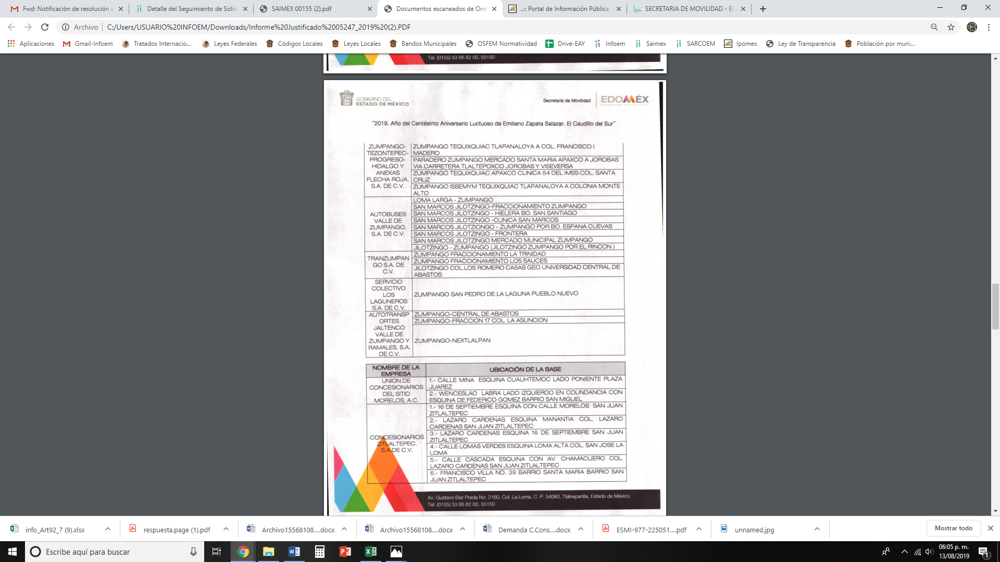 Fwd: Notificación de resolución e
Detalle del Seguimiento de Solici
SAIMEX 00155 (2).pdf
Documentos escaneados de One
..:: Portal de Información Pública
SECRETARIA DE MOVILIDAD - El
Archivo
C:/Users/USUARIO%20INFOEM/Downloads/Informe%20Justificado%2005247_2019%20(2).PDF
Aplicaciones
Gmail-Infoem
Tratados Internacio...
Leyes Federales
Códigos Locales
Leyes Locales
Bandos Municipales
OSFEM Normatividad
Drive-EAY
Infoem
Saimex
SARCOEM
Ipomex
Ley de Transparencia
Población por muni...
Tel. (0155) 53 66 82 00, 55150
GOBIERNO DEL
ESTADO DE MÉXICO
Secretaría de Movilidad
EDOMÉX
"2019. Año del Centésimo Aniversario Luctuoso de Emiliano Zapata Salazar. El Caudillo del Sur"
ZUMPANGO-
TEZONTEPEC-
PROGRESO-
HIDALGO Y
ANEXAS
FLECHA ROJA,
S.A. DE C.V.
ZUMPANGO TEQUIXQUIAC TLAPANALOYA A COL. FRANCISCO I.
MADERO
PARADERO ZUMPANGO MERCADO SANTA MARIA APAXCO A JOROBAS
VIA CARRETERA TLALTEPOXCO JOROBAS Y VISEVERSA
ZUMPANGO TEQUIXQUIAC APAXCO CLINICA 54 DEL IMSS COL. SANTA
CRUZ
ZUMPANGO ISSEMYM TEQUIXQUIAC TLAPANALOYA A COLONIA MONTE
ALTO
AUTOBUSES
VALLE DE
ZUMPANGO,
S.A. DE C.V.
LOMA LARGA - ZUMPANGO
SAN MARCOS JILOTZINGO-FRACCIONAMIENTO ZUMPANGO
SAN MARCOS JILOTZINGO - HIELERA BO. SAN SANTIAGO
SAN MARCOS JILOTZINGO -CLINICA SAN MARCOS
SAN MARCOS JILOTZIONGO - ZUMPANGO POR BO. ESPANA CUEVAS
SAN MARCOS JILOTZINGO - FRONTERA
SAN MARCOS JILOTZINGO MERCADO MUNICIPAL ZUMPANGO
JILOTZINGO - ZUMPANGO (JILOTZINGO ZUMPANGO POR EL RINCON )
TRANZUMPAN
GO S.A. DE
C.V.
ZUMPANGO FRACCIONAMIENTO LA TRINIDAD
ZUMPANGO FRACCIONAMIENTO LOS SAUCES
JILOTZINGO COL.LOS ROMERO CASAS GEO UNIVERSIDAD CENTRAL DE
ABASTOS
SERVICIO
COLECTIVO
LOS
LAGUNEROS
S.A. DE C.V.
ZUMPANGO SAN PEDRO DE LA LAGUNA PUEBLO NUEVO
AUTOTRANSP
ORTES
JALTENCO
VALLE DE
ZUMPANGO Y
RAMALES, S.A.
DE C.V.
ZUMPANGO-CENTRAL DE ABASTOS
ZUMPANGO-FRACCION 17 COL. LA ASUNCION
ZUMPANGO-NEXTLALPAN
NOMBRE DE LA
EMPRESA
UBICACIÓN DE LA BASE
UNION DE
CONCESIONARIOS
DEL SITIO
MORELOS, A.C.
1.- CALLE MINA ESQUINA CUAUHTEMOC LADO PONIENTE PLAZA
JUAREZ
2.- WENCESLAO LABRA LADO IZQUIERDO EN COLINDANCIA CON
ESQUINA DE FEDERICO GOMEZ BARRIO SAN MIGUEL
CONCESIONARIOS
ZITLALTEPEC,
S.A.DE C.V.
1.- 16 DE SEPTIEMBRE ESQUINA CON CALLE MORELOS SAN JUAN
ZITLALTEPEC
2.- LAZARO CARDENAS ESQUINA MANANTIA COL. LAZARO
CARDENAS SAN JUAN ZITLALTEPEC
3.- LAZARO CARDENAS ESQUINA 16 DE SEPTIEMBRE SAN JUAN
ZITLALTEPEC
4.- CALLE LOMAS VERDES ESQUINA LOMA ALTA COL. SAN JOSE LA
LOMA
5.- CALLE CASCADA ESQUINA CON AV. CHAMACUERO COL.
LAZARO CARDENAS SAN JUAN ZITLALTEPEC
6.- FRANCISCO VILLA NO. 39 BARRIO SANTA MARIA BARRIO SAN
JUAN ZITLALTEPEC
Av. Gustavo Baz Prada No. 2160, Col. La Loma, C. P. 54060, Tlalnepantla, Estado de México.
Tel. (0155) 53 66 82 00, 55150
info_Art92_7 (9).xlsx
respuesta.page (1).pdf
Archivo15568108....docx
Archivo15568108....docx
Demanda C.Cons....docx
ESMI-977-225051....pdf
unnamed.jpg
Mostrar todo
Escribe aquí para buscar
06:05 p. m.
13/08/2019
1